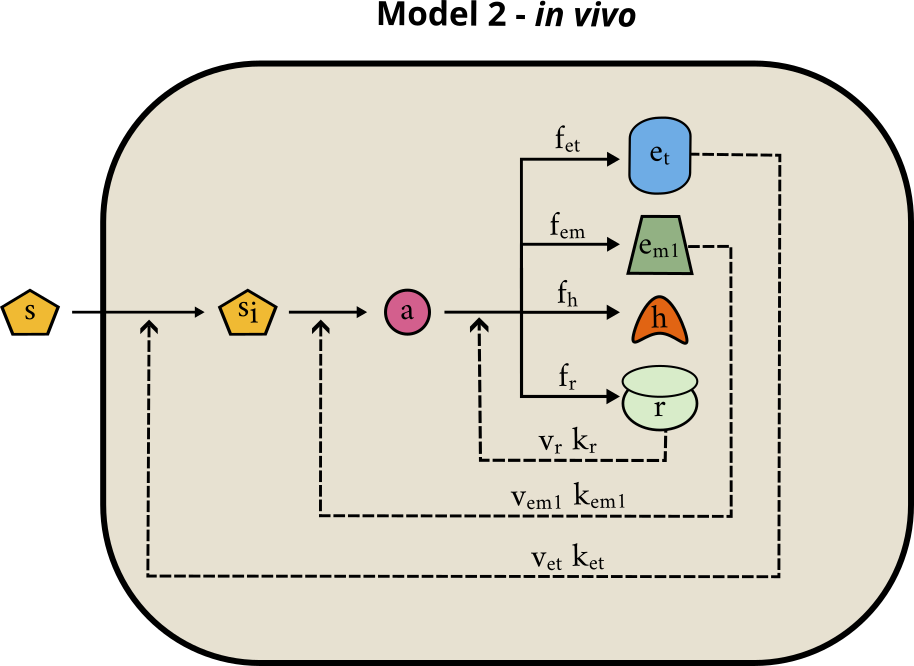 Model 2 - in vivo
f_et
e_t
f_em
e_m1
f_h
h
s
s_i
a
f_r
r
v_r k_r
v_em1 k_em1
v_et k_et